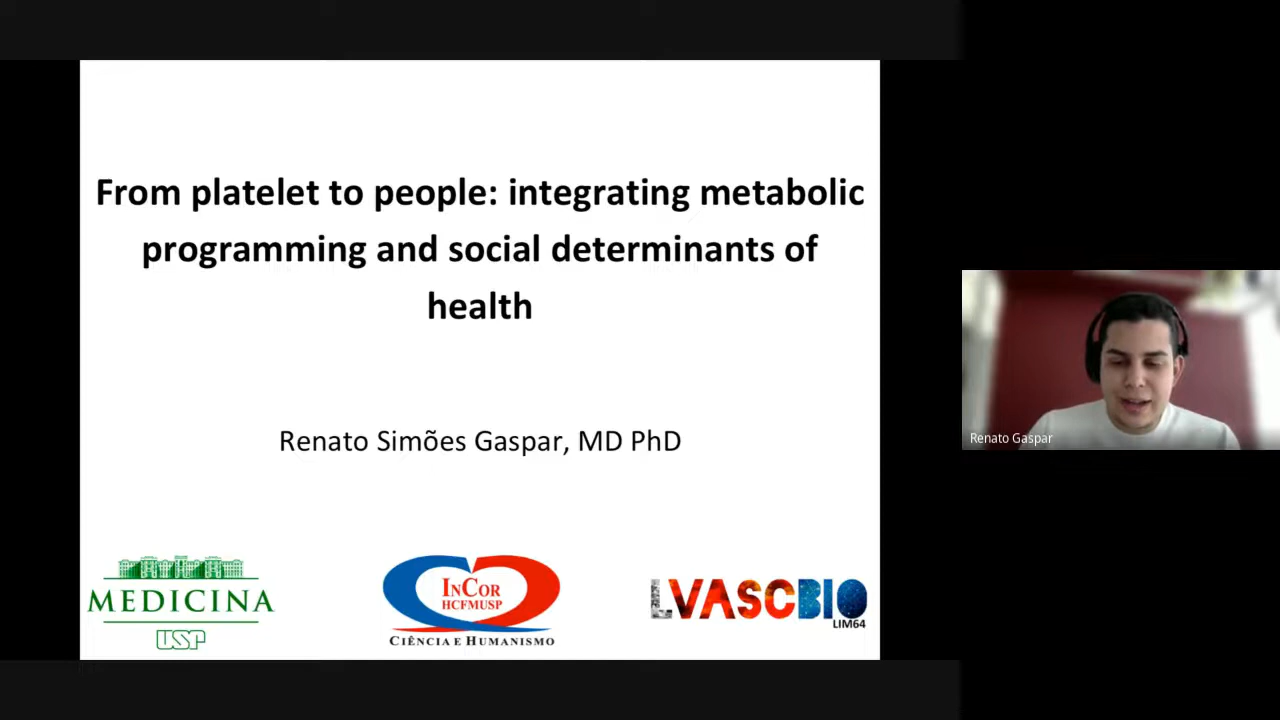 From platelet to people: integrating metabolic
programming and social determinants of
health
Renato Simões Gaspar, MD PhD
MEDICINA
USP
INCOR
HCFMUSP
CIÊNCIA E HUMANISMO
LVASCBIO
LIM64
Renato Gaspar